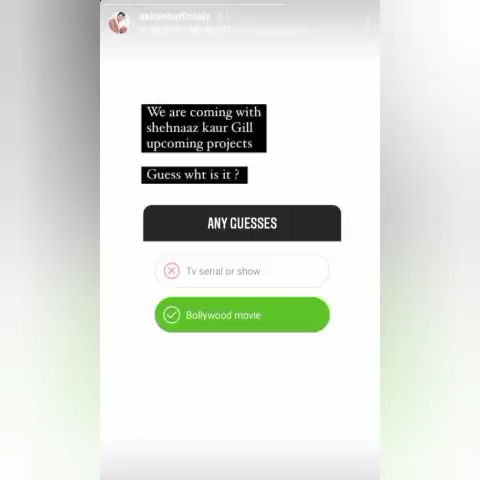 We are coming with
shehnaaz kaur Gill
upcoming projects
Guess wht is it ?
ANY GUESSES
Tv serial or show
Bollywood movie